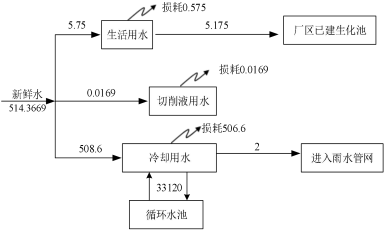 损耗0.575
5.75
生活用水
5.175
厂区已建生化池
损耗0.0169
新鲜水
514.3669
0.0169
切削液用水
损耗506.6
508.6
冷却用水
2
进入雨水管网
33120
循环水池